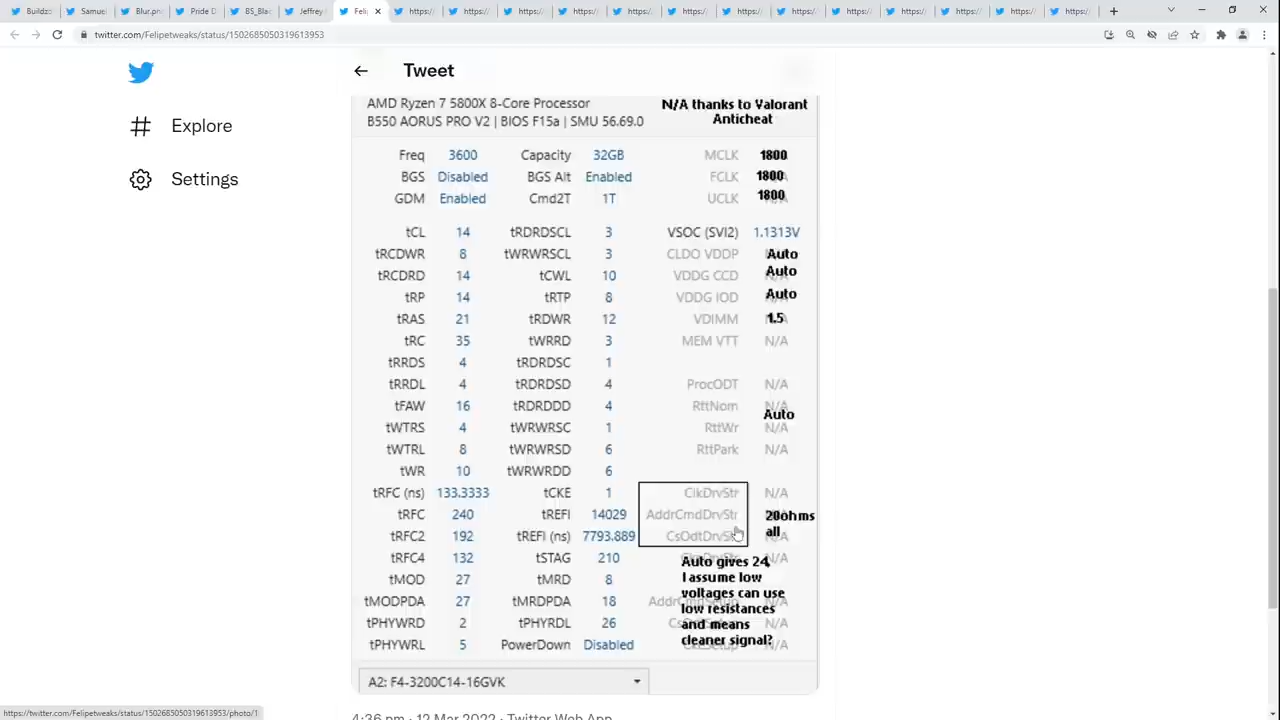 Buildzo
Samuel
Blur.pn
Pride D
BS_Blac
Jeffrey
Feli
https:/
https:/
https:/
https:/
https:/
https:/
https:/
https:/
https:/
https:/
https:/
https:/
https:/
twitter.com/Felipetweaks/status/1502685050319613953
Tweet
Explore
Settings
AMD Ryzen 7 5800X 8-Core Processor
B550 AORUS PRO V2 | BIOS F15a | SMU 56.69.0
N/A thanks to Valorant
Anticheat
Freq 3600 Capacity 32GB MCLK 1800
BGS Disabled BGS Alt Enabled FCLK 1800
GDM Enabled Cmd2T 1T UCLK 1800
tCL 14 tRDRDSCL 3 VSOC (SVI2) 1.1313V
tRCDWR 8 tWRWRSCL 3 CLDO VDDP Auto
tRCDRD 14 tCWL 10 VDDG CCD Auto
tRP 14 tRTP 8 VDDG IOD Auto
tRAS 21 tRDWR 12 VDIMM 1.5
tRC 35 tWRRD 3 MEM VTT N/A
tRRDS 4 tRDRDSC 1
tRRDL 4 tRDRDSD 4 ProcODT N/A
tFAW 16 tRDRDDD 4 RttNom Auto
tWTRS 4 tWRWRSC 1 RttWr N/A
tWTRL 8 tWRWRSD 6 RttPark N/A
tWR 10 tWRWRDD 6
tRFC (ns) 133.3333 tCKE 1 ClkDrvStr N/A
tRFC 240 tREFI 14029 AddrCmdDrvStr 20ohms
tRFC2 192 tREFI (ns) 7793.889 CsOdtDrvStr all N/A
tRFC4 132 tSTAG 210 N/A
tMOD 27 tMRD 8
tMODPDA 27 tMRDPDA 18 N/A
tPHYWRD 2 tPHYRDL 26 N/A
tPHYWRL 5 PowerDown Disabled N/A
Auto gives 24,
I assume low
voltages can use
low resistances
and means
cleaner signal?
A2: F4-3200C14-16GVK
4:36 pm · 12 Mar 2022 · Twitter Web App
https://twitter.com/Felipetweaks/status/1502685050319613953/photo/1